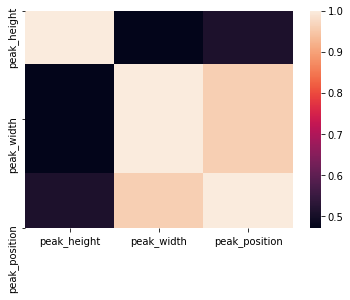 peak_height
peak_width
peak_position
peak_height
peak_width
peak_position
1.0
0.9
0.8
0.7
0.6
0.5